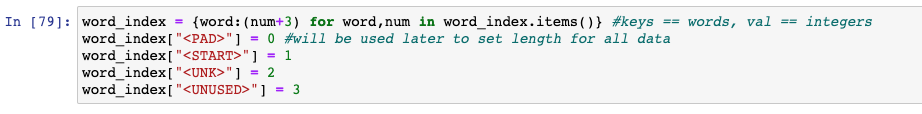 In [79]: word_index = {word:(num+3) for word,num in word_index.items()} #keys == words, val == integers
word_index["<PAD>"] = 0 #will be used later to set length for all data
word_index["<START>"] = 1
word_index["<UNK>"] = 2
word_index["<UNUSED>"] = 3